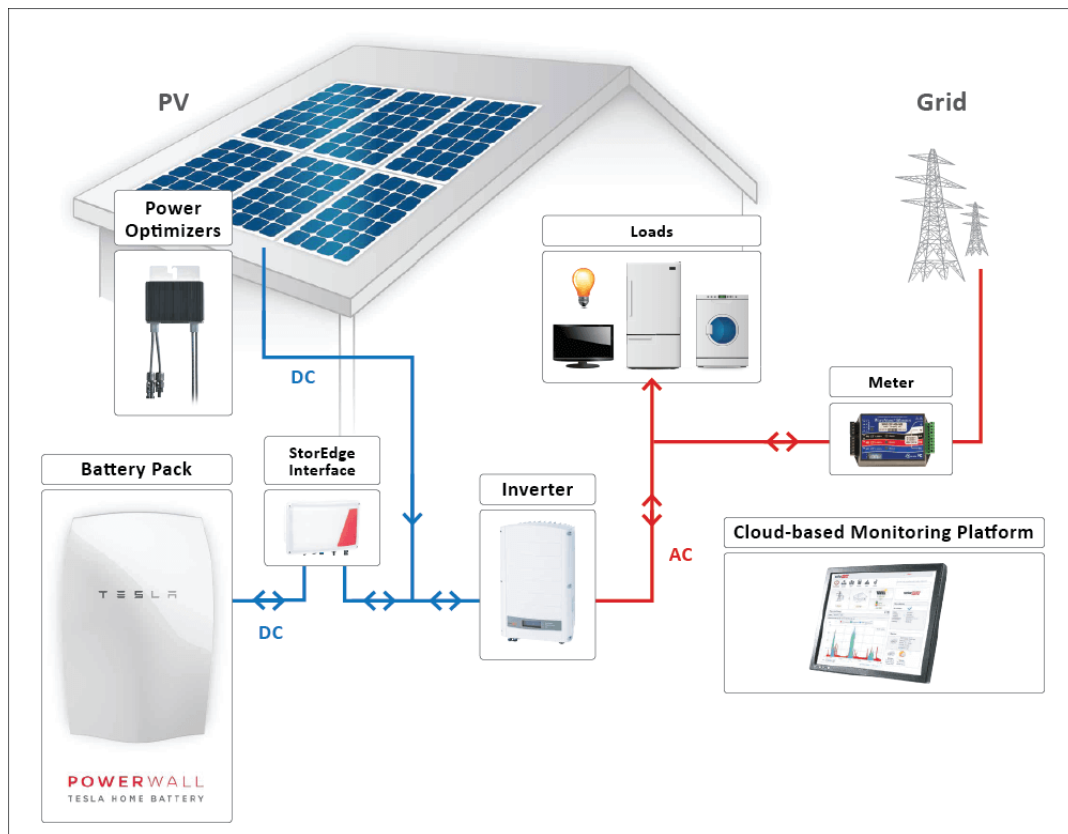 PV
Grid
Power
Optimizers
Loads
DC
Meter
Battery Pack
StorEdge
Interface
Inverter
TESLA
DC
AC
Cloud-based Monitoring Platform
POWERWALL
TESLA HOME BATTERY